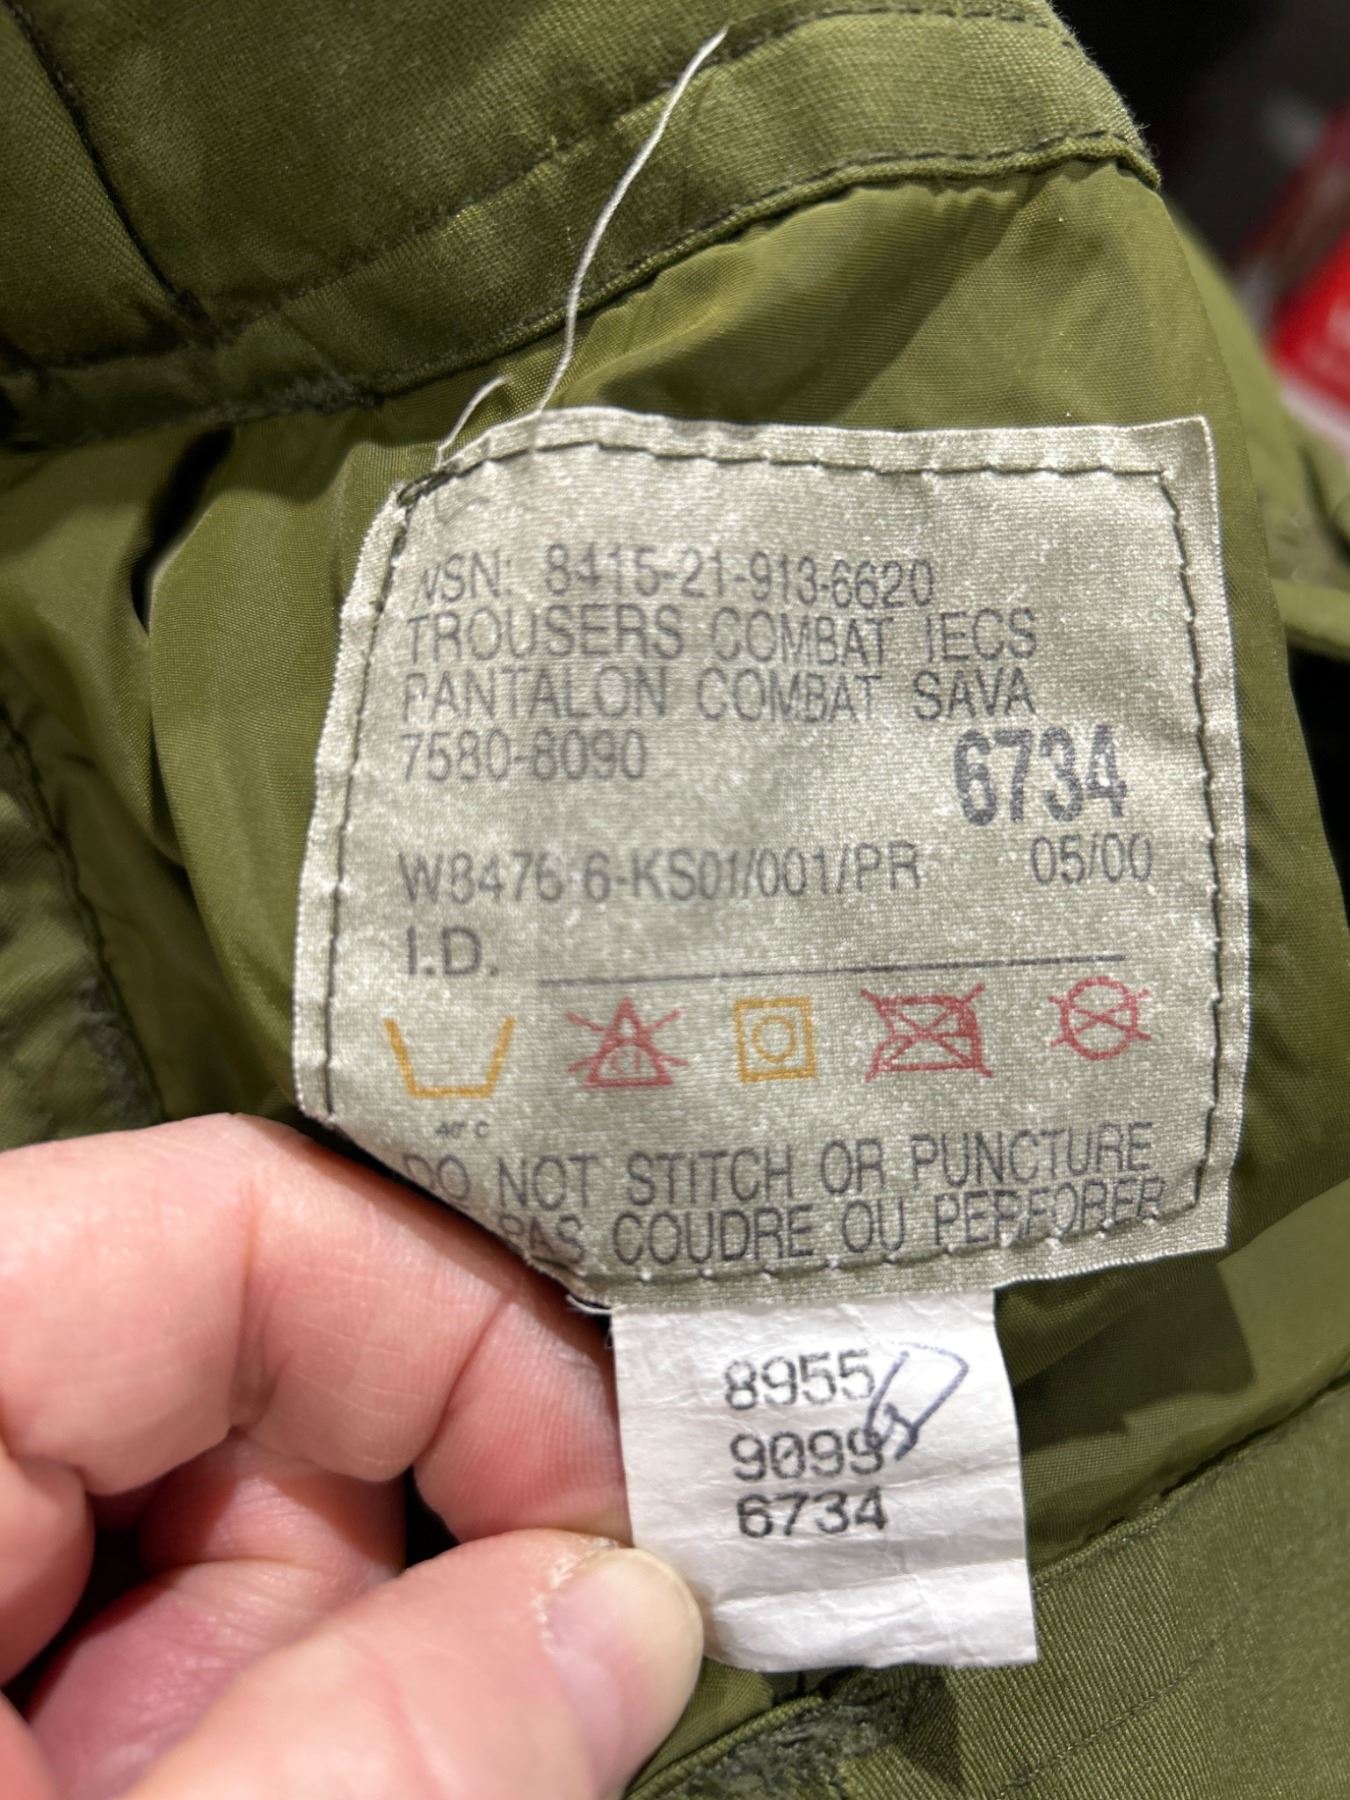 NSN: 8415-21-913-6620
TROUSERS COMBAT IECS
PANTALON COMBAT SAVA
7580-8090
6734
W8476-6-KS01/001/PR 05/00
I.D.
40° C
DO NOT STITCH OR PUNCTURE
PAS COUDRE OU PERFORER
8955
9099
6734